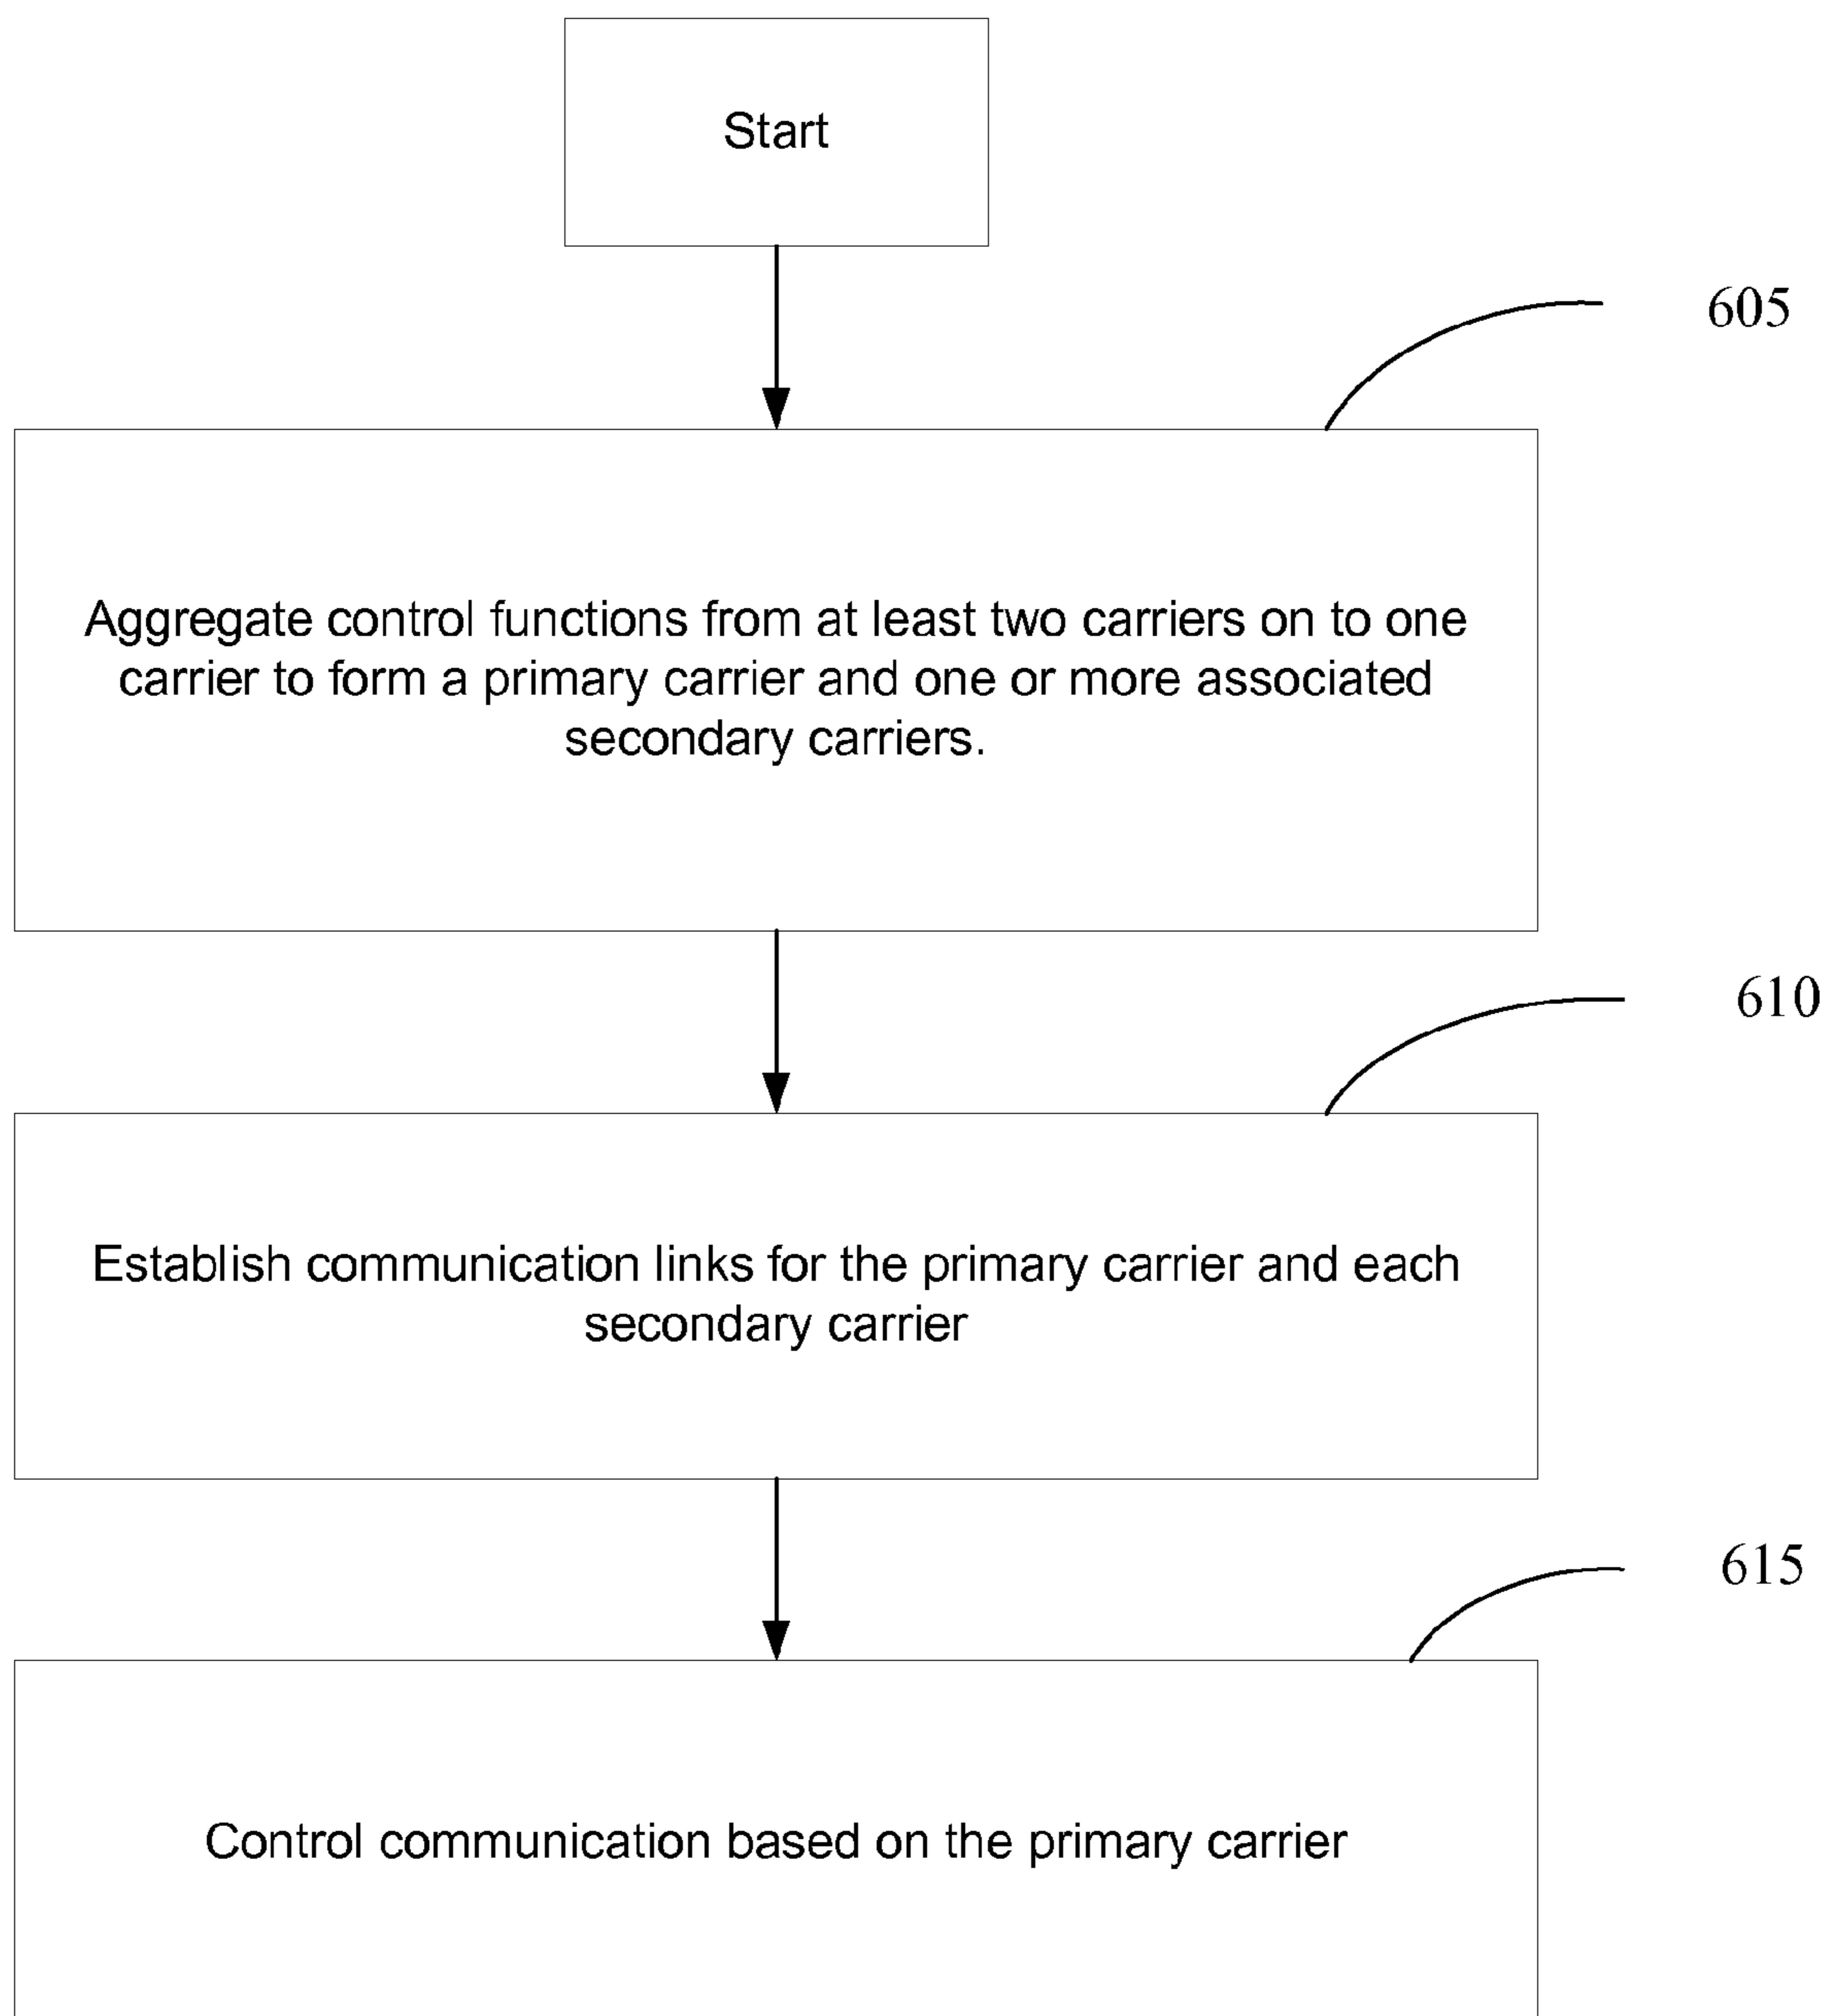 Start
605
Aggregate control functions from at least two carriers on to one
carrier to form a primary carrier and one or more associated
secondary carriers.
610
Establish communication links for the primary carrier and each
secondary carrier
615
Control communication based on the primary carrier